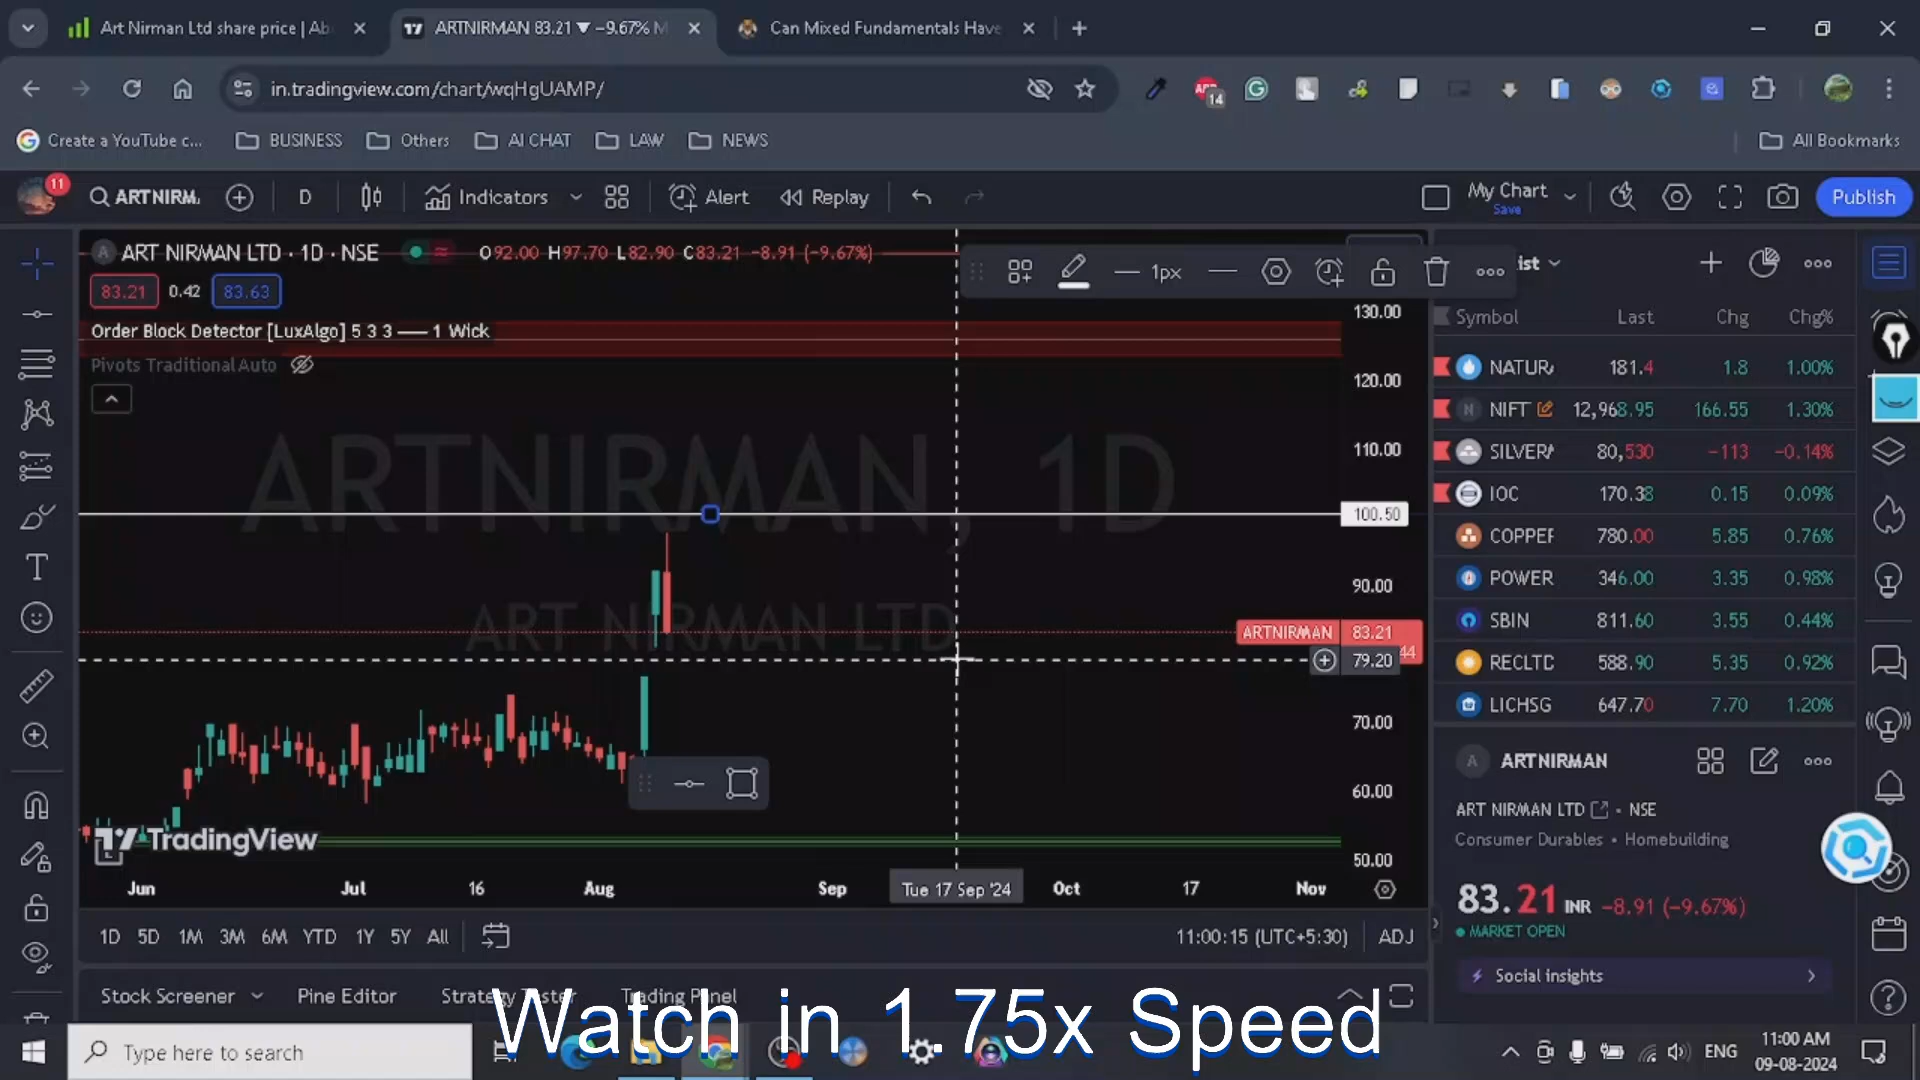 Art Nirman Ltd share price | Ab
ARTNIRMAN 83.21 ▼ −9.67% M
Can Mixed Fundamentals Have
in.tradingview.com/chart/wqHgUAMP/
14
Create a YouTube c...
BUSINESS
Others
AI CHAT
LAW
NEWS
All Bookmarks
11
ARTNIRM
D
Indicators
Alert
Replay
My Chart
Save
Publish
ART NIRMAN LTD · 1D · NSE
O92.00 H97.70 L82.90 C83.21 −8.91 (−9.67%)
1px
ist
83.21 0.42 83.63
Order Block Detector [LuxAlgo] 5 3 3 —— 1 Wick
Pivots Traditional Auto
ARTNIRMAN, 1D
ART NIRMAN LTD
130.00
120.00
110.00
100.50
90.00
ARTNIRMAN 83.21
44
79.20
70.00
60.00
50.00
TradingView
Jun Jul 16 Aug Sep Tue 17 Sep '24 Oct 17 Nov
1D 5D 1M 3M 6M YTD 1Y 5Y All
11:00:15 (UTC+5:30) ADJ
Symbol Last Chg Chg%
NATUR 181.4 1.8 1.00%
NIFT 12,968.95 166.55 1.30%
SILVERM 80,530 −113 −0.14%
IOC 170.38 0.15 0.09%
COPPER 780.00 5.85 0.76%
POWER 346.00 3.35 0.98%
SBIN 811.60 3.55 0.44%
RECLTD 588.90 5.35 0.92%
LICHSG 647.70 7.70 1.20%
A ARTNIRMAN
ART NIRMAN LTD · NSE
Consumer Durables • Homebuilding
83.21 INR −8.91 (−9.67%)
MARKET OPEN
Social insights
Stock Screener Pine Editor Strategy Tester Trading Panel
Watch in 1.75x Speed
Type here to search
ENG
11:00 AM
09-08-2024